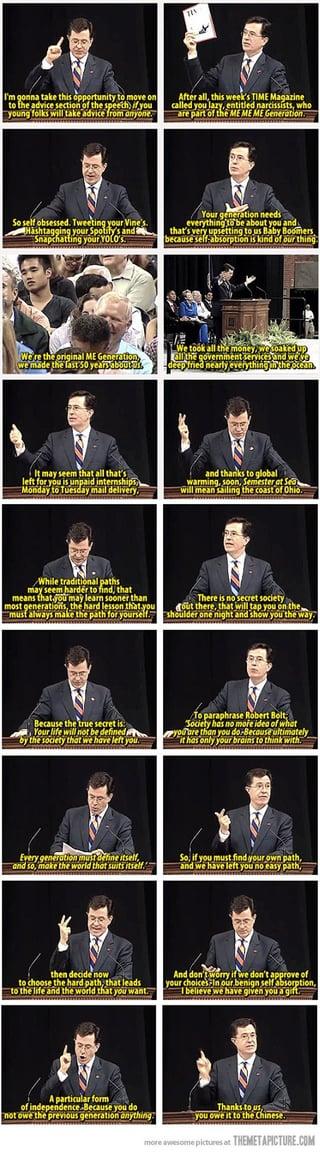 I'm gonna take this opportunity to move on
to the advice section of the speech, if you
young folks will take advice from anyone.
TIME
After all, this week's TIME Magazine
called you lazy, entitled narcissists, who
are part of the ME ME ME Generation.
So self obsessed. Tweeting your Vine's.
Hashtagging your Spotify's and
Snapchatting your YOLO's.
Your generation needs
everything to be about you and
that's very upsetting to us Baby Boomers
because self-absorption is kind of our thing.
We're the original ME Generation,
we made the last 50 years about us.
We took all the money, we soaked up
all the government services and we've
deep fried nearly everything in the ocean.
It may seem that all that's
left for you is unpaid internships,
Monday to Tuesday mail delivery,
and thanks to global
warming, soon, Semester at Sea
will mean sailing the coast of Ohio.
While traditional paths
may seem harder to find, that
means that you may learn sooner than
most generations, the hard lesson that you
must always make the path for yourself.
There is no secret society
out there, that will tap you on the
shoulder one night and show you the way.
Because the true secret is:
Your life will not be defined
by the society that we have left you.
To paraphrase Robert Bolt;
'Society has no more idea of what
you are than you do. Because ultimately
it has only your brains to think with.
Every generation must define itself,
and so, make the world that suits itself.'
So, if you must find your own path,
and we have left you no easy path,
then decide now
to choose the hard path, that leads
to the life and the world that you want.
And don't worry if we don't approve of
your choices. In our benign self absorption,
I believe we have given you a gift.
A particular form
of independence. Because you do
not owe the previous generation anything.
Thanks to us,
you owe it to the Chinese.
more awesome pictures at THEMETAPICTURE.COM